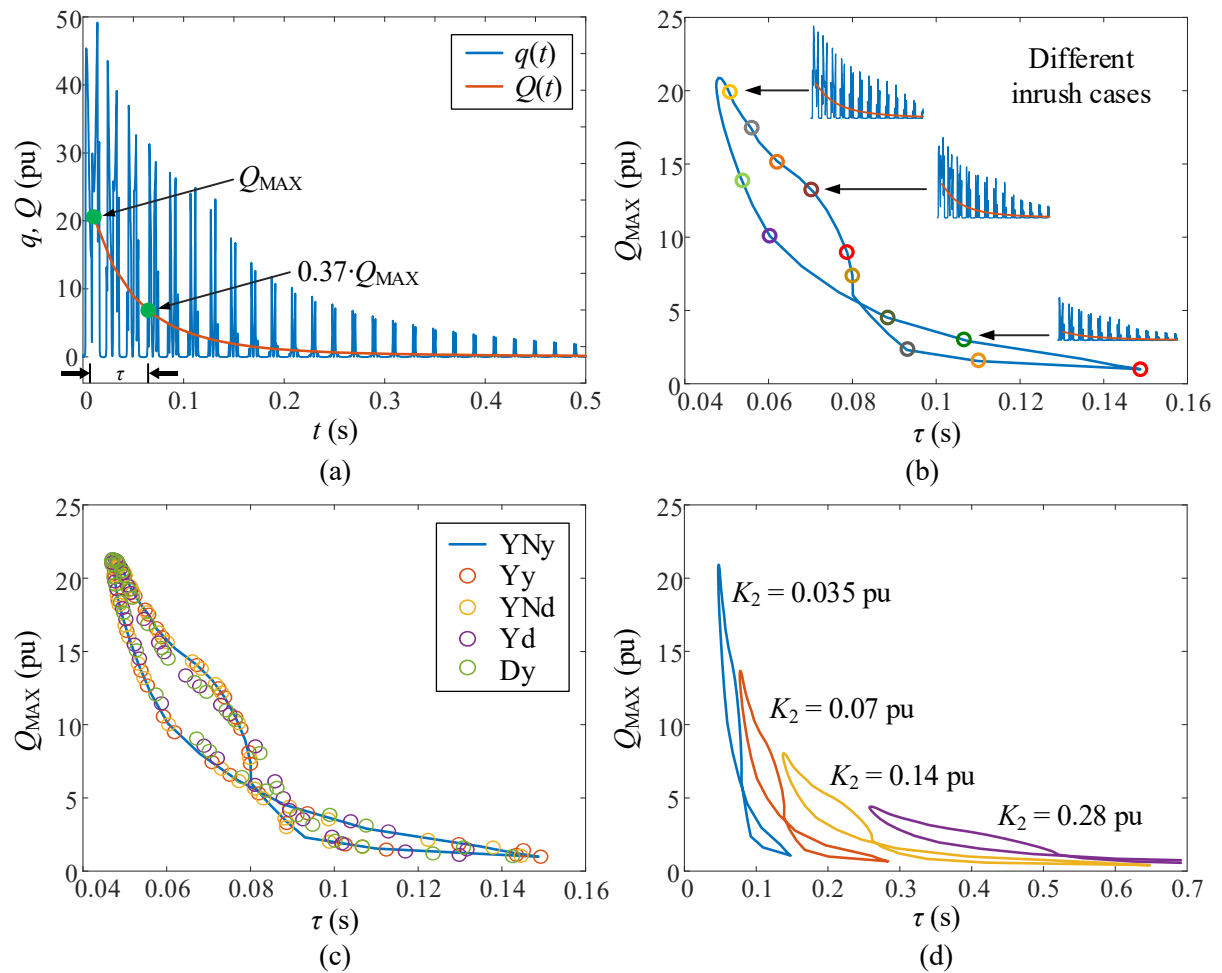 50
40
30
20
10
0
q, Q (pu)
q(t)
Q(t)
Q_MAX
0.37·Q_MAX
τ
0 0.1 0.2 0.3 0.4 0.5
t (s)
(a)
25
20
15
10
5
0
Q_MAX (pu)
Different
inrush cases
0.04 0.06 0.08 0.1 0.12 0.14 0.16
τ (s)
(b)
25
20
15
10
5
0
Q_MAX (pu)
YNy
Yy
YNd
Yd
Dy
0.04 0.06 0.08 0.1 0.12 0.14 0.16
τ (s)
(c)
25
20
15
10
5
0
Q_MAX (pu)
K₂ = 0.035 pu
K₂ = 0.07 pu
K₂ = 0.14 pu
K₂ = 0.28 pu
0 0.1 0.2 0.3 0.4 0.5 0.6 0.7
τ (s)
(d)